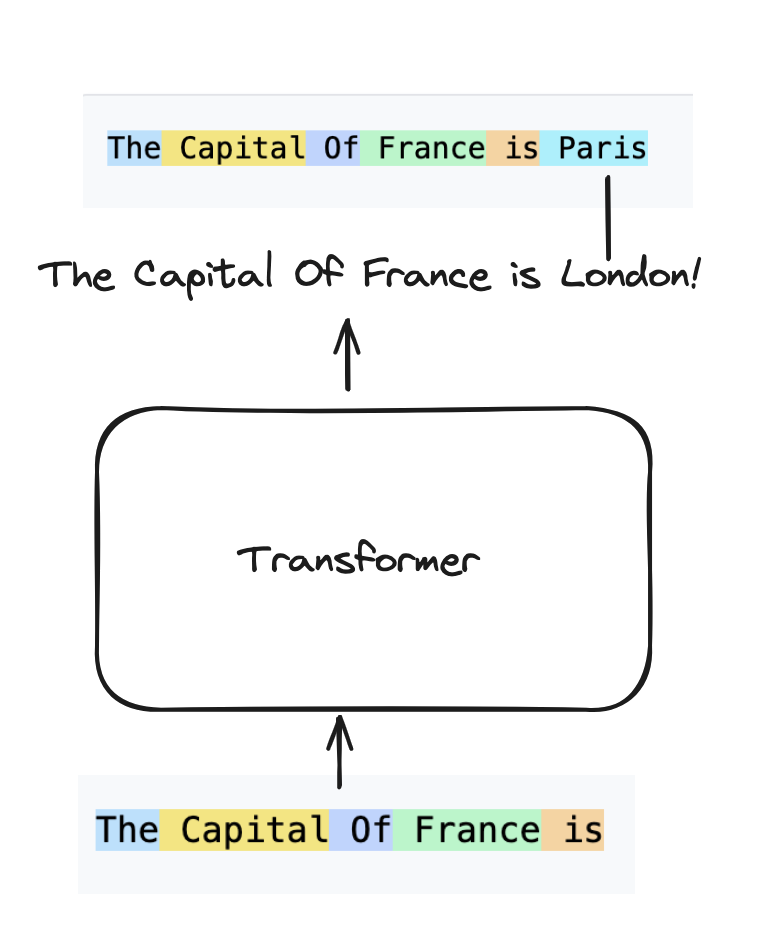 The Capital Of France is Paris
The Capital Of France is London!
Transformer
The Capital Of France is